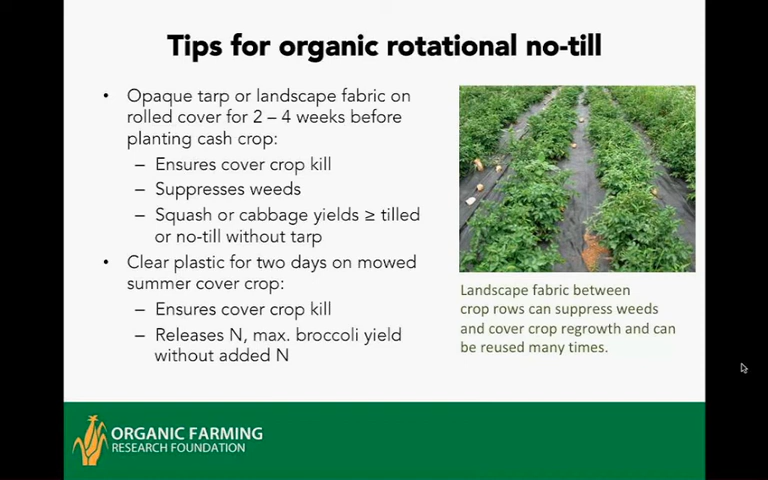 Tips for organic rotational no-till
• Opaque tarp or landscape fabric on
rolled cover for 2 – 4 weeks before
planting cash crop:
– Ensures cover crop kill
– Suppresses weeds
– Squash or cabbage yields ≥ tilled
or no-till without tarp
• Clear plastic for two days on mowed
summer cover crop:
– Ensures cover crop kill
– Releases N, max. broccoli yield
without added N
Landscape fabric between
crop rows can suppress weeds
and cover crop regrowth and can
be reused many times.
ORGANIC FARMING
RESEARCH FOUNDATION